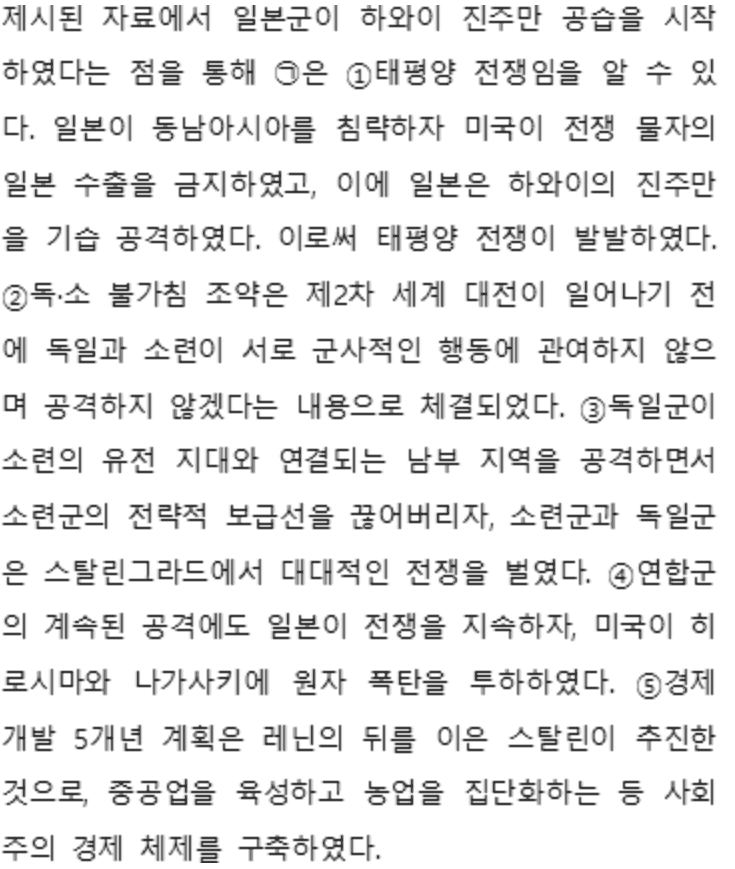 제시된 자료에서 일본군이 하와이 진주만 공습을 시작
하였다는 점을 통해 ㉠은 ①태평양 전쟁임을 알 수 있
다. 일본이 동남아시아를 침략하자 미국이 전쟁 물자의
일본 수출을 금지하였고, 이에 일본은 하와이의 진주만
을 기습 공격하였다. 이로써 태평양 전쟁이 발발하였다.
②독·소 불가침 조약은 제2차 세계 대전이 일어나기 전
에 독일과 소련이 서로 군사적인 행동에 관여하지 않으
며 공격하지 않겠다는 내용으로 체결되었다. ③독일군이
소련의 유전 지대와 연결되는 남부 지역을 공격하면서
소련군의 전략적 보급선을 끊어버리자, 소련군과 독일군
은 스탈린그라드에서 대대적인 전쟁을 벌였다. ④연합군
의 계속된 공격에도 일본이 전쟁을 지속하자, 미국이 히
로시마와 나가사키에 원자 폭탄을 투하하였다. ⑤경제
개발 5개년 계획은 레닌의 뒤를 이은 스탈린이 추진한
것으로, 중공업을 육성하고 농업을 집단화하는 등 사회
주의 경제 체제를 구축하였다.